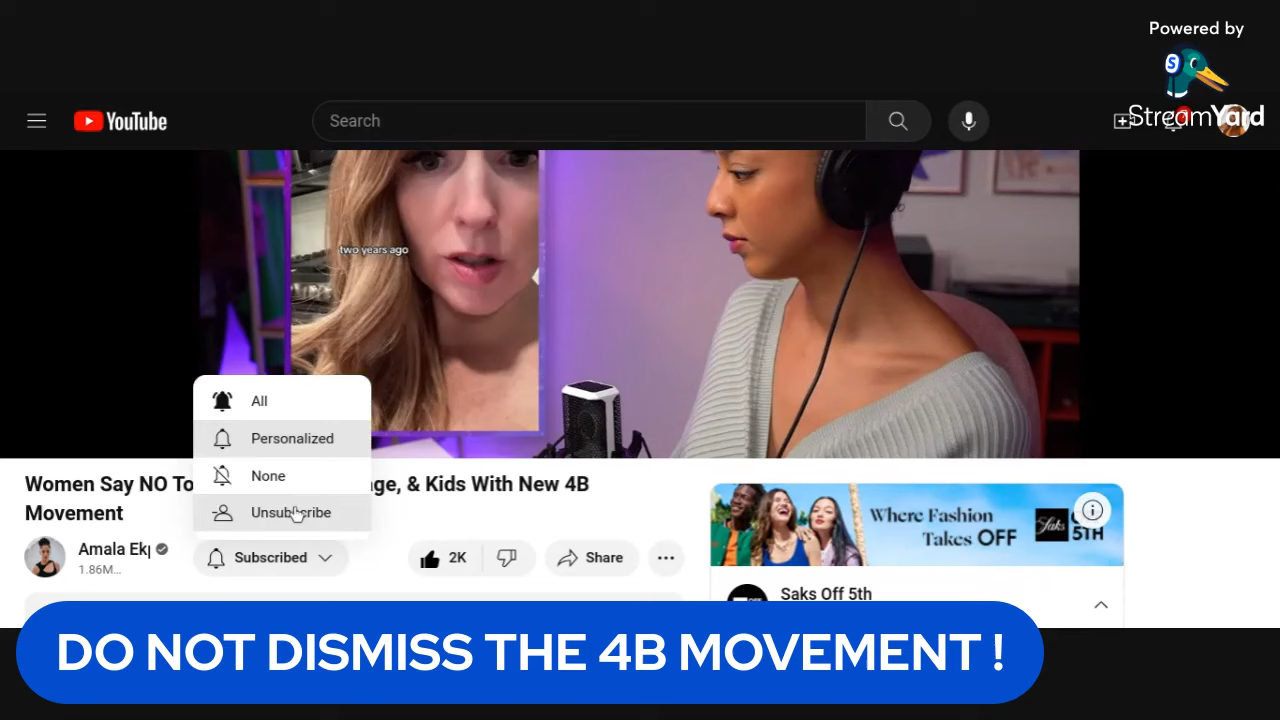 Powered by
S
StreamYard
YouTube
Search
two years ago
All
Personalized
None
Unsubscribe
Women Say NO To
age, & Kids With New 4B
Movement
Amala Ek
1.86M...
Subscribed
2K
Share
Where Fashion
Takes OFF
Saks
5TH
Saks Off 5th
DO NOT DISMISS THE 4B MOVEMENT !